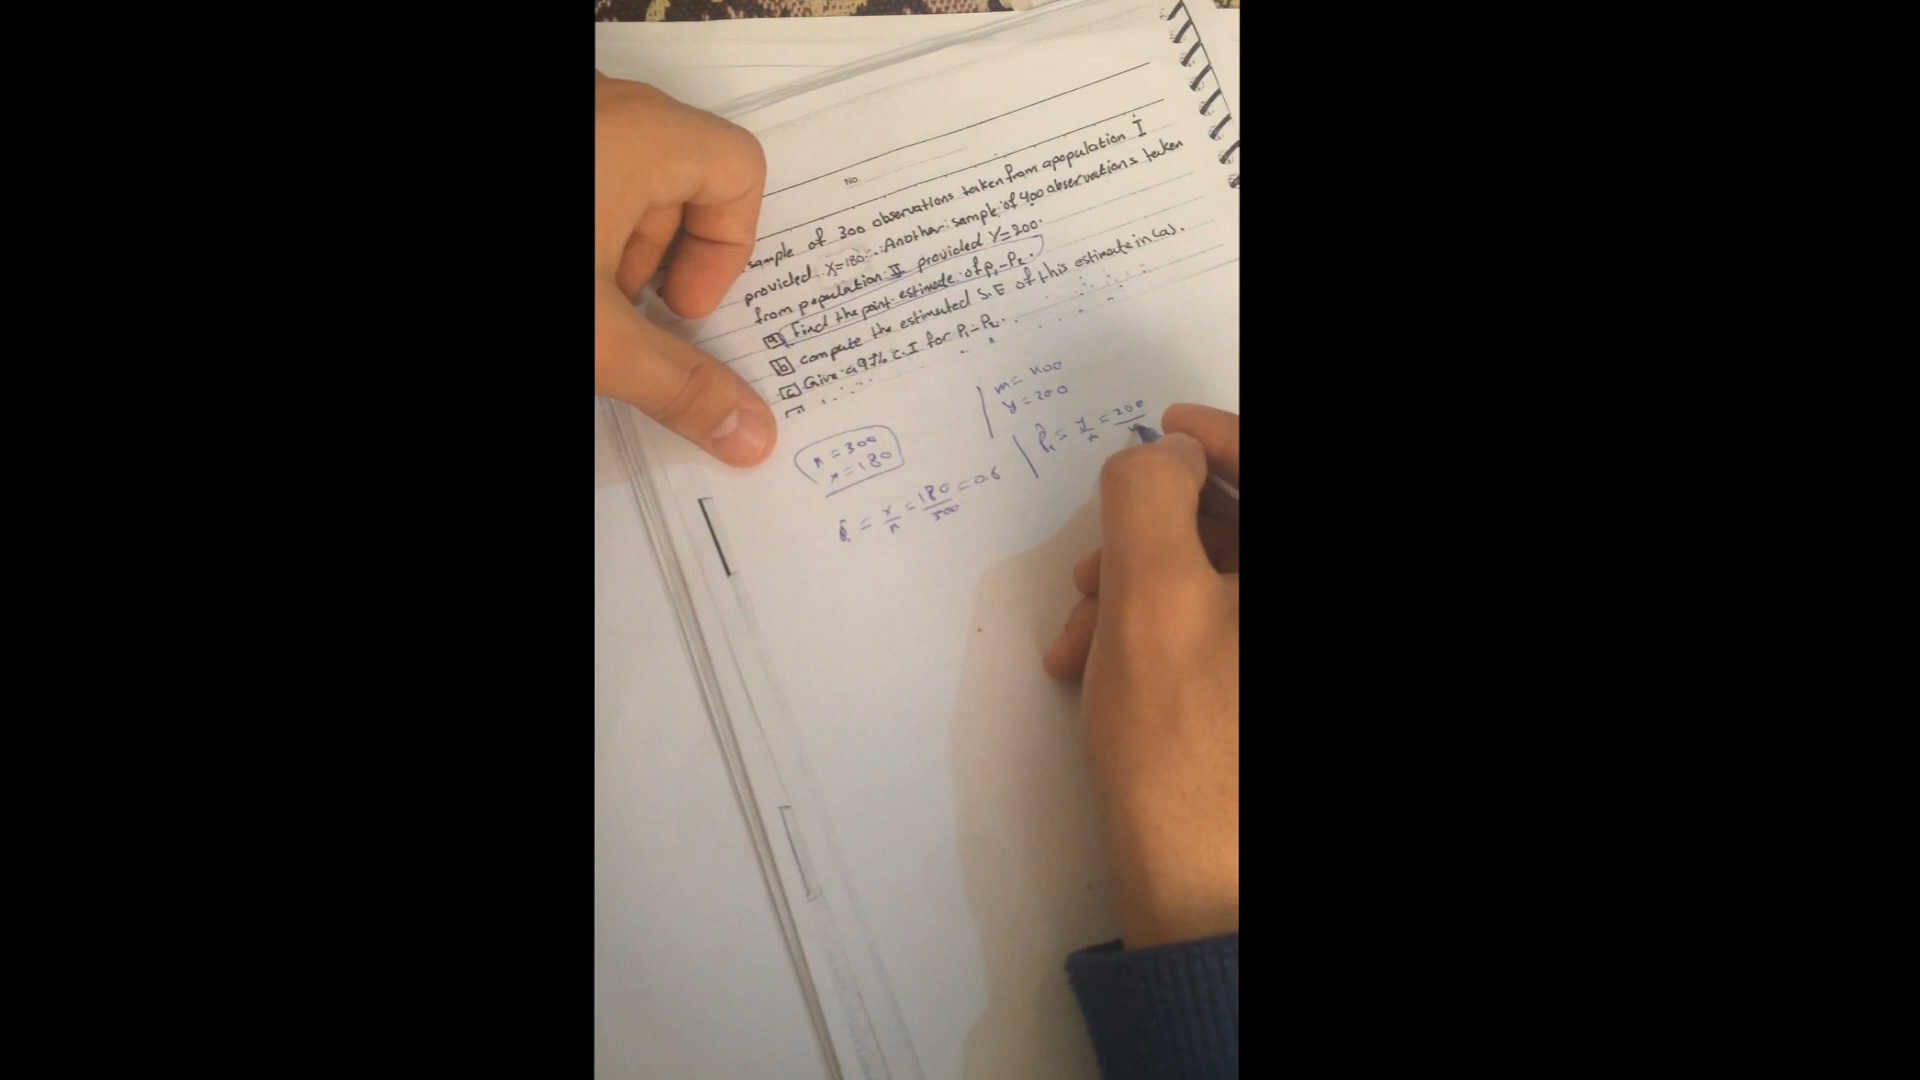 No.
sample of 300 observations taken from apopulation I
provided X=180. Another sample of 400 observations taken
from population II provided Y=200.
a Find the point estimate of P₁-P₂.
b compute the estimated S.E of this estimate in (a).
c Give a 97% C.I for P₁-P₂.
n = 300
x = 180
m = 400
y = 200
p̂₁ = x/n = 180/300 = 0.6
p̂₂ = y/m = 200/